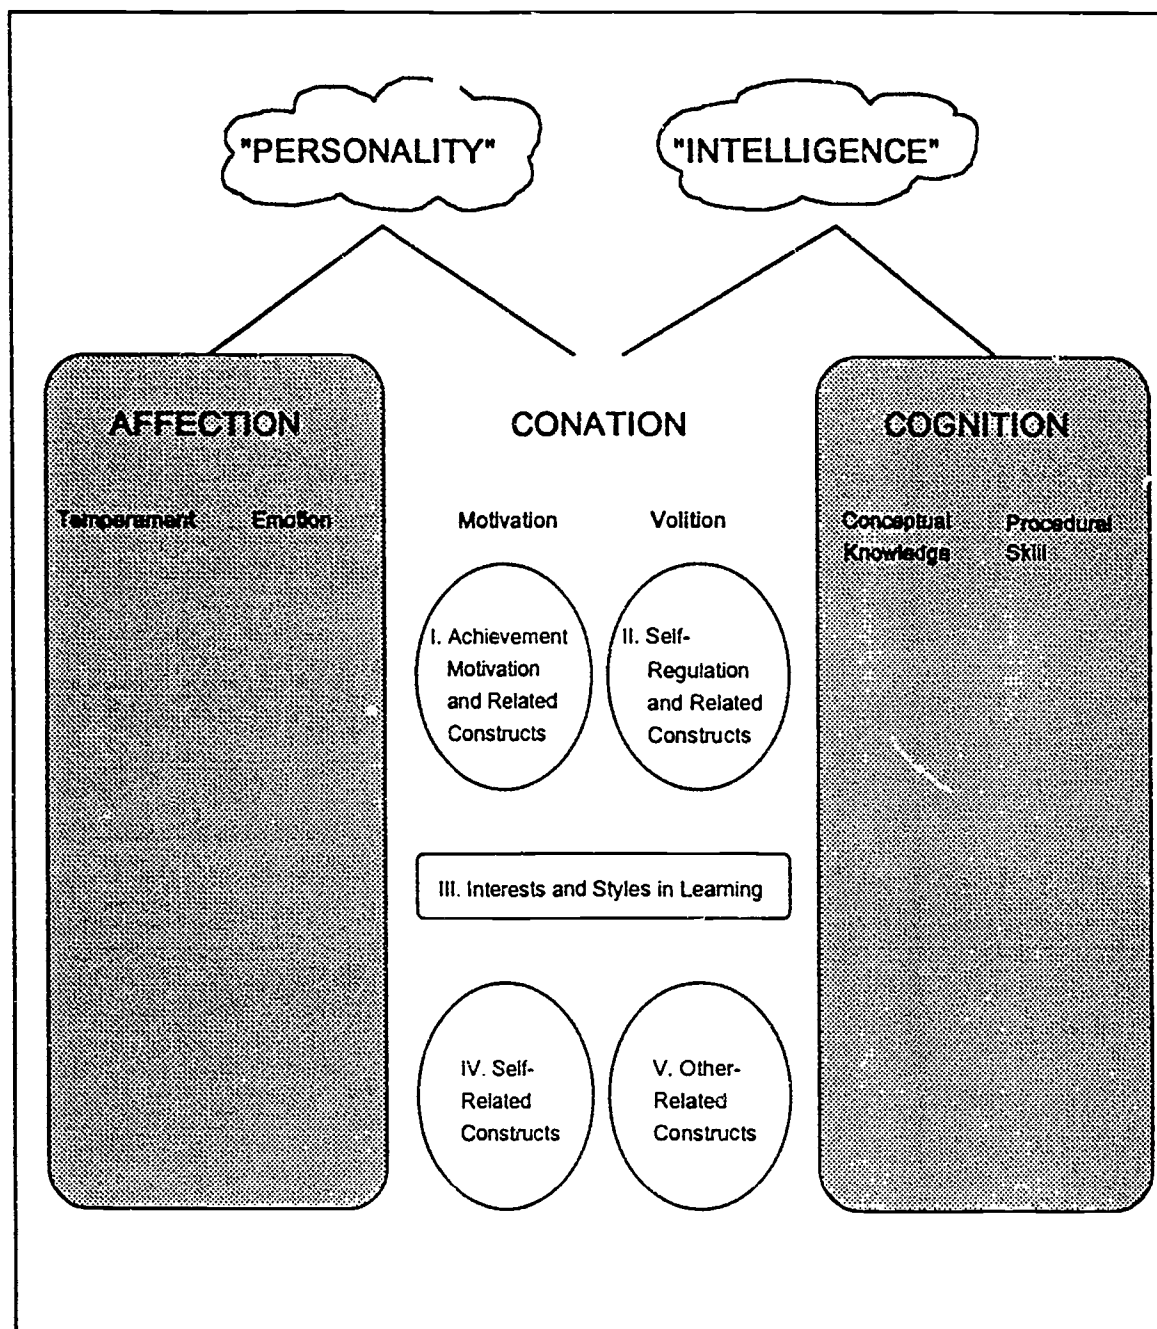 "PERSONALITY"
"INTELLIGENCE"
AFFECTION
CONATION
COGNITION
Temperament
Emotion
Motivation
Volition
Conceptual
Knowledge
Procedural
Skill
I. Achievement
Motivation
and Related
Constructs
II. Self-
Regulation
and Related
Constructs
III. Interests and Styles in Learning
IV. Self-
Related
Constructs
V. Other-
Related
Constructs